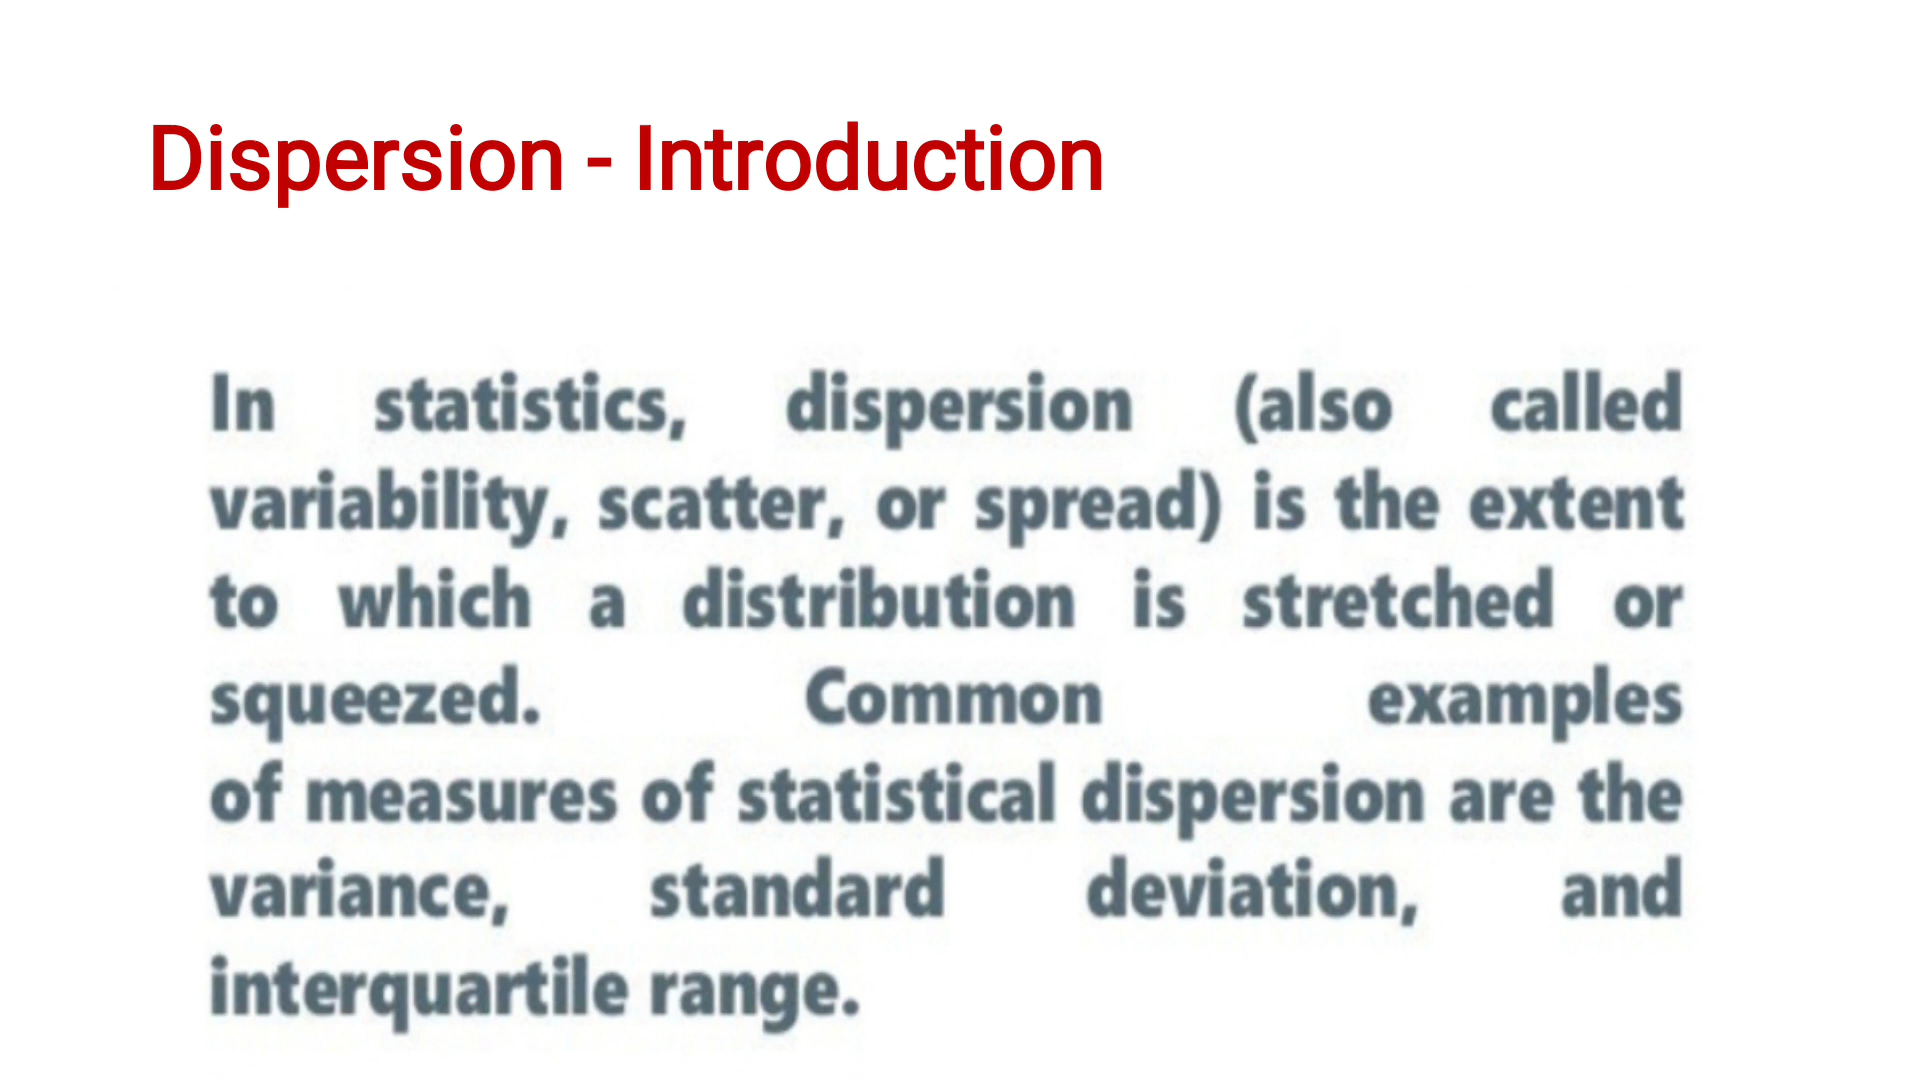 Dispersion - Introduction
In statistics, dispersion (also called
variability, scatter, or spread) is the extent
to which a distribution is stretched or
squeezed. Common examples
of measures of statistical dispersion are the
variance, standard deviation, and
interquartile range.